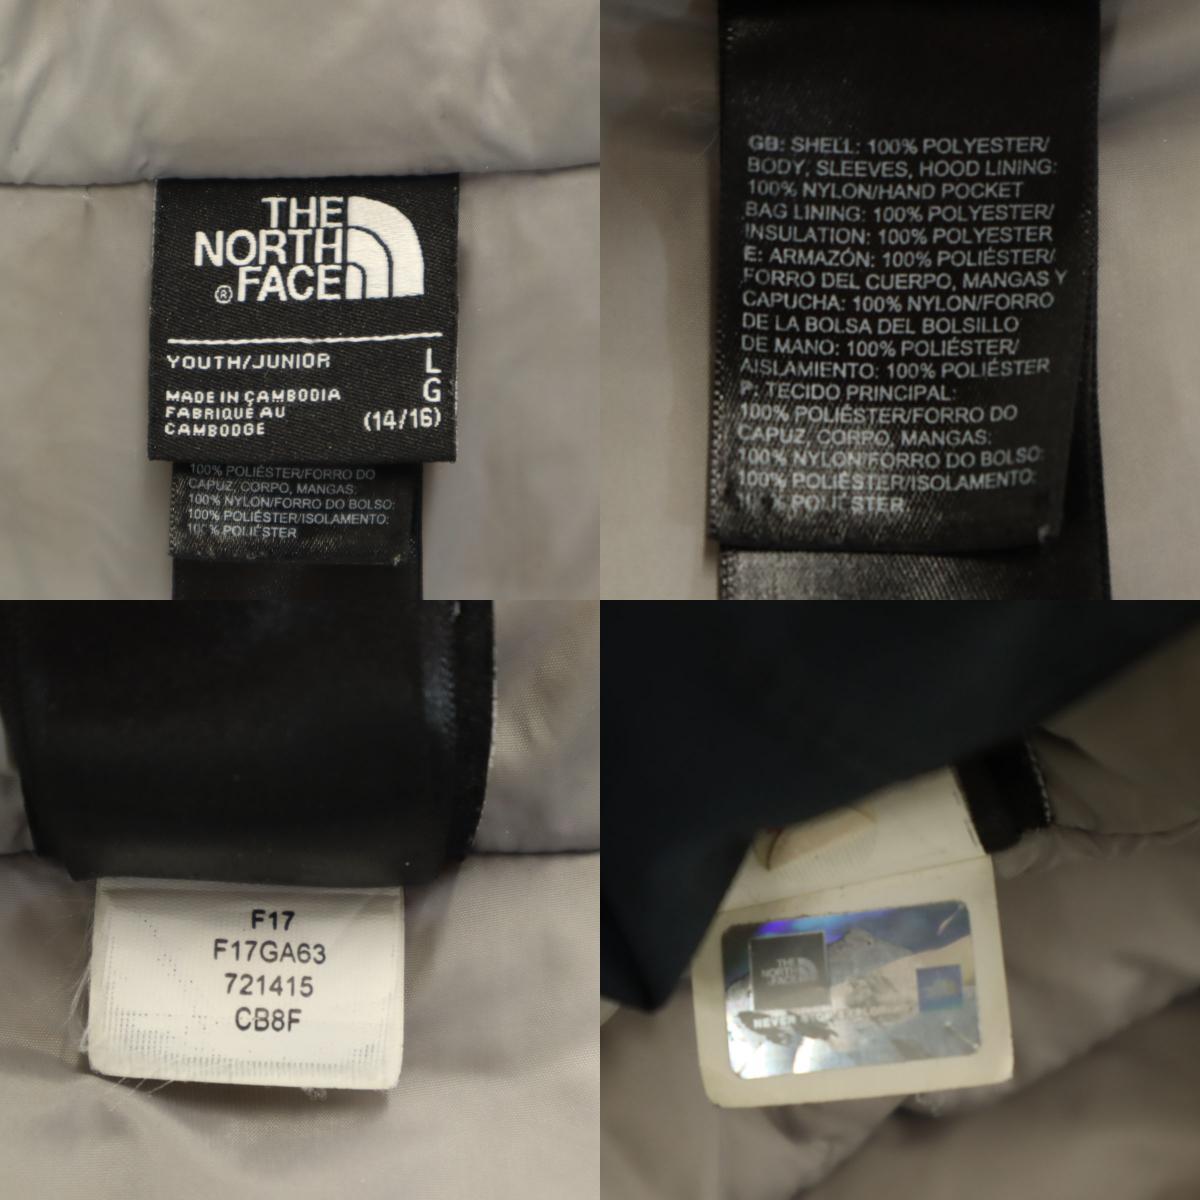 THE
NORTH
® FACE
YOUTH/JUNIOR L
G
MADE IN CAMBODIA
FABRIQUÉ AU (14/16)
CAMBODGE
100% POLIÉSTER/FORRO DO
CAPUZ, CORPO, MANGAS:
100% NYLON/FORRO DO BOLSO:
100% POLIÉSTER/ISOLAMENTO:
100% POLIÉSTER
GB: SHELL: 100% POLYESTER/
BODY, SLEEVES, HOOD LINING:
100% NYLON/HAND POCKET
BAG LINING: 100% POLYESTER/
INSULATION: 100% POLYESTER
E: ARMAZÓN: 100% POLIÉSTER/
FORRO DEL CUERPO, MANGAS Y
CAPUCHA: 100% NYLON/FORRO
DE LA BOLSA DEL BOLSILLO
DE MANO: 100% POLIÉSTER/
AISLAMIENTO: 100% POLIÉSTER
P: TECIDO PRINCIPAL:
100% POLIÉSTER/FORRO DO
CAPUZ, CORPO, MANGAS:
100% NYLON/FORRO DO BOLSO:
100% POLIÉSTER/ISOLAMENTO:
100% POLIÉSTER
F17
F17GA63
721415
CB8F
THE
NORTH
FACE
NEVER STOP EXPLORING